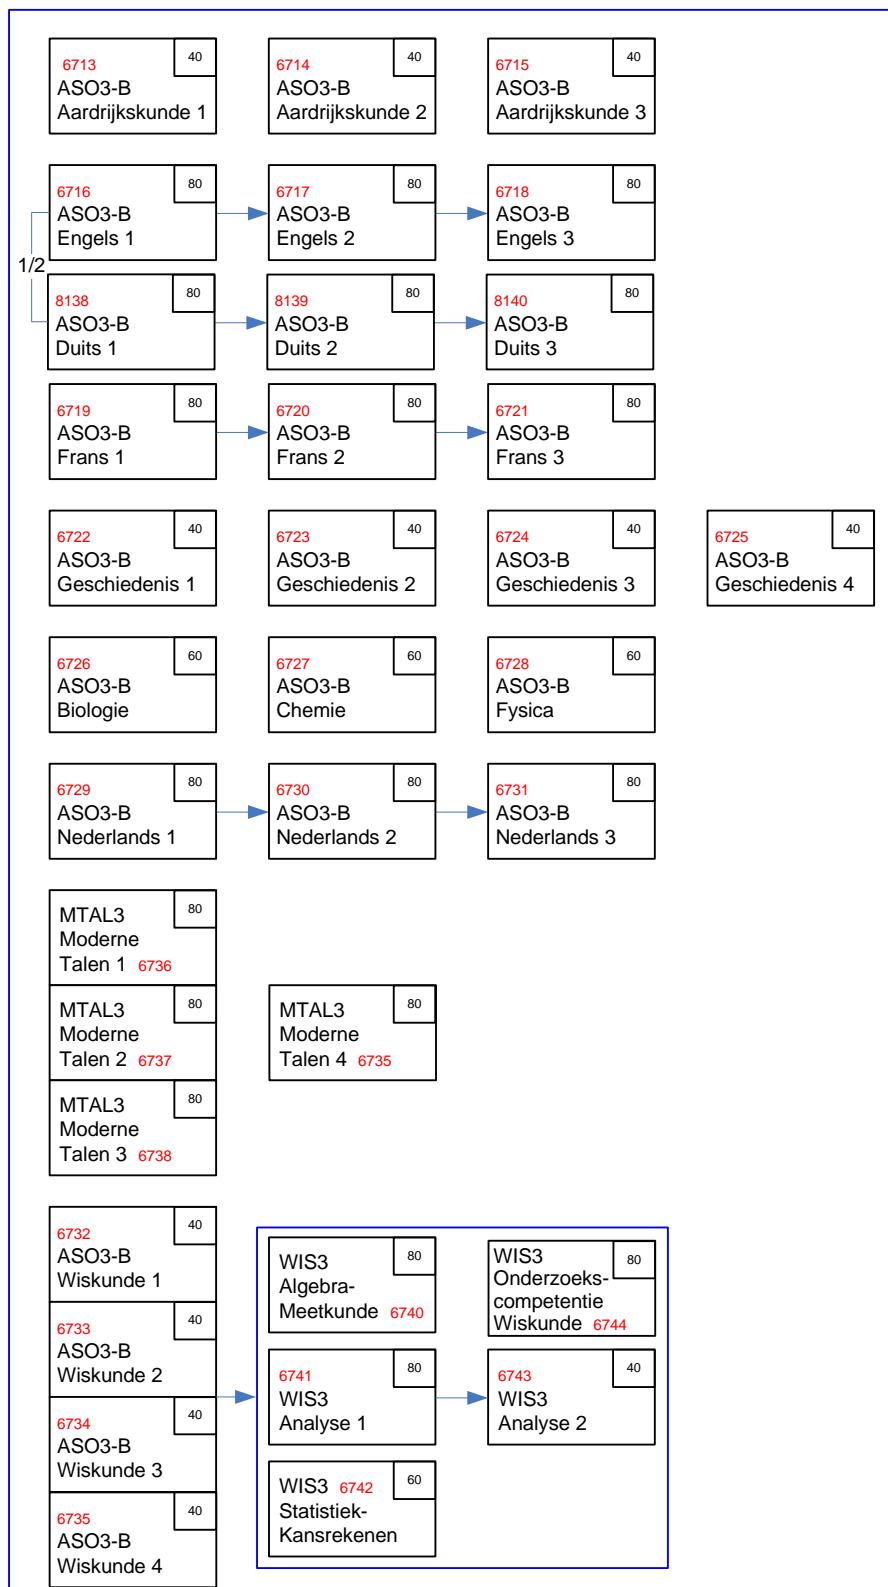 6713 40
ASO3-B
Aardrijkskunde 1
6714 40
ASO3-B
Aardrijkskunde 2
6715 40
ASO3-B
Aardrijkskunde 3
6716 80
ASO3-B
Engels 1
6717 80
ASO3-B
Engels 2
6718 80
ASO3-B
Engels 3
1/2
8138 80
ASO3-B
Duits 1
8139 80
ASO3-B
Duits 2
8140 80
ASO3-B
Duits 3
6719 80
ASO3-B
Frans 1
6720 80
ASO3-B
Frans 2
6721 80
ASO3-B
Frans 3
6722 40
ASO3-B
Geschiedenis 1
6723 40
ASO3-B
Geschiedenis 2
6724 40
ASO3-B
Geschiedenis 3
6725 40
ASO3-B
Geschiedenis 4
6726 60
ASO3-B
Biologie
6727 60
ASO3-B
Chemie
6728 60
ASO3-B
Fysica
6729 80
ASO3-B
Nederlands 1
6730 80
ASO3-B
Nederlands 2
6731 80
ASO3-B
Nederlands 3
MTAL3 80
Moderne
Talen 1 6736
MTAL3 80
Moderne
Talen 2 6737
MTAL3 80
Moderne
Talen 4 6735
MTAL3 80
Moderne
Talen 3 6738
6732 40
ASO3-B
Wiskunde 1
6733 40
ASO3-B
Wiskunde 2
6734 40
ASO3-B
Wiskunde 3
6735 40
ASO3-B
Wiskunde 4
WIS3 80
Algebra-
Meetkunde 6740
WIS3 80
Onderzoeks-
competentie
Wiskunde 6744
6741 80
WIS3
Analyse 1
6743 40
WIS3
Analyse 2
WIS3 6742 60
Statistiek-
Kansrekenen